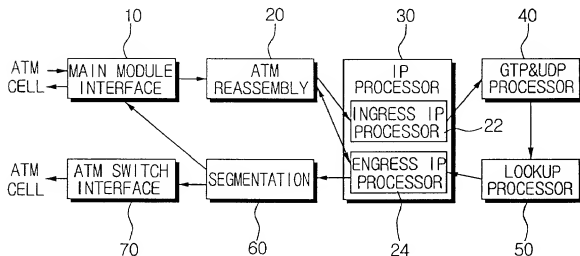 10
20
30
40
ATM
CELL
MAIN MODULE
INTERFACE
ATM
REASSEMBLY
IP
PROCESSOR
INGRESS IP
PROCESSOR
22
GTP&UDP
PROCESSOR
ATM
CELL
ATM SWITCH
INTERFACE
SEGMENTATION
ENGRESS IP
PROCESSOR
LOOKUP
PROCESSOR
70
60
24
50